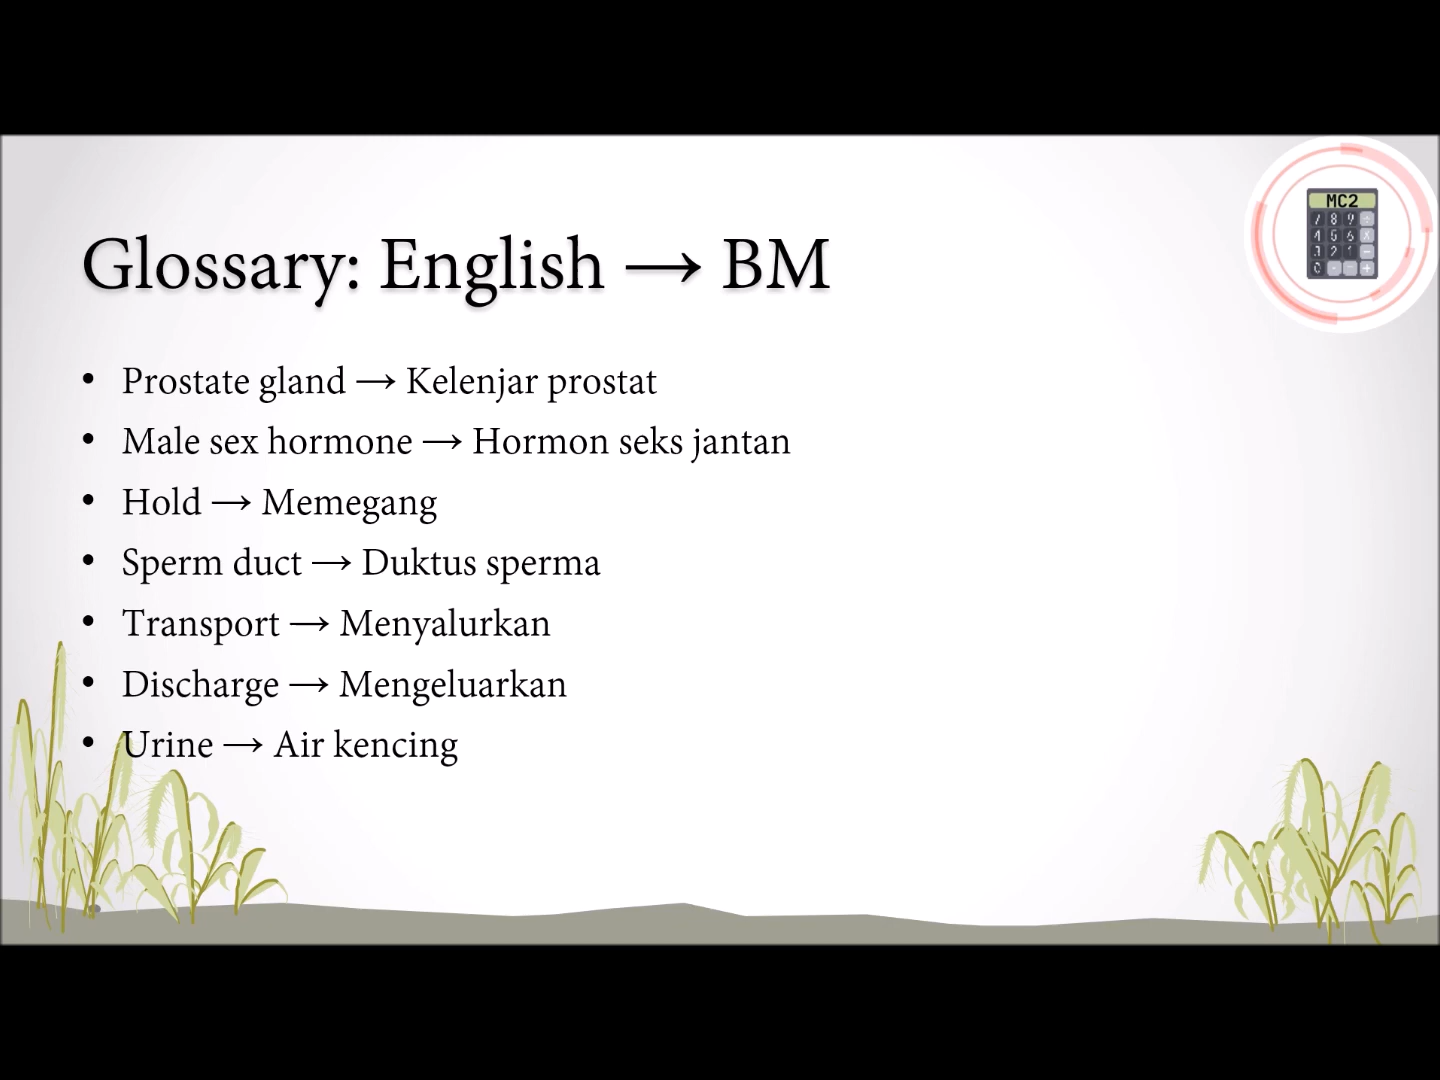 MC2
Glossary: English → BM
• Prostate gland → Kelenjar prostat
• Male sex hormone → Hormon seks jantan
• Hold → Memegang
• Sperm duct → Duktus sperma
• Transport → Menyalurkan
• Discharge → Mengeluarkan
• Urine → Air kencing